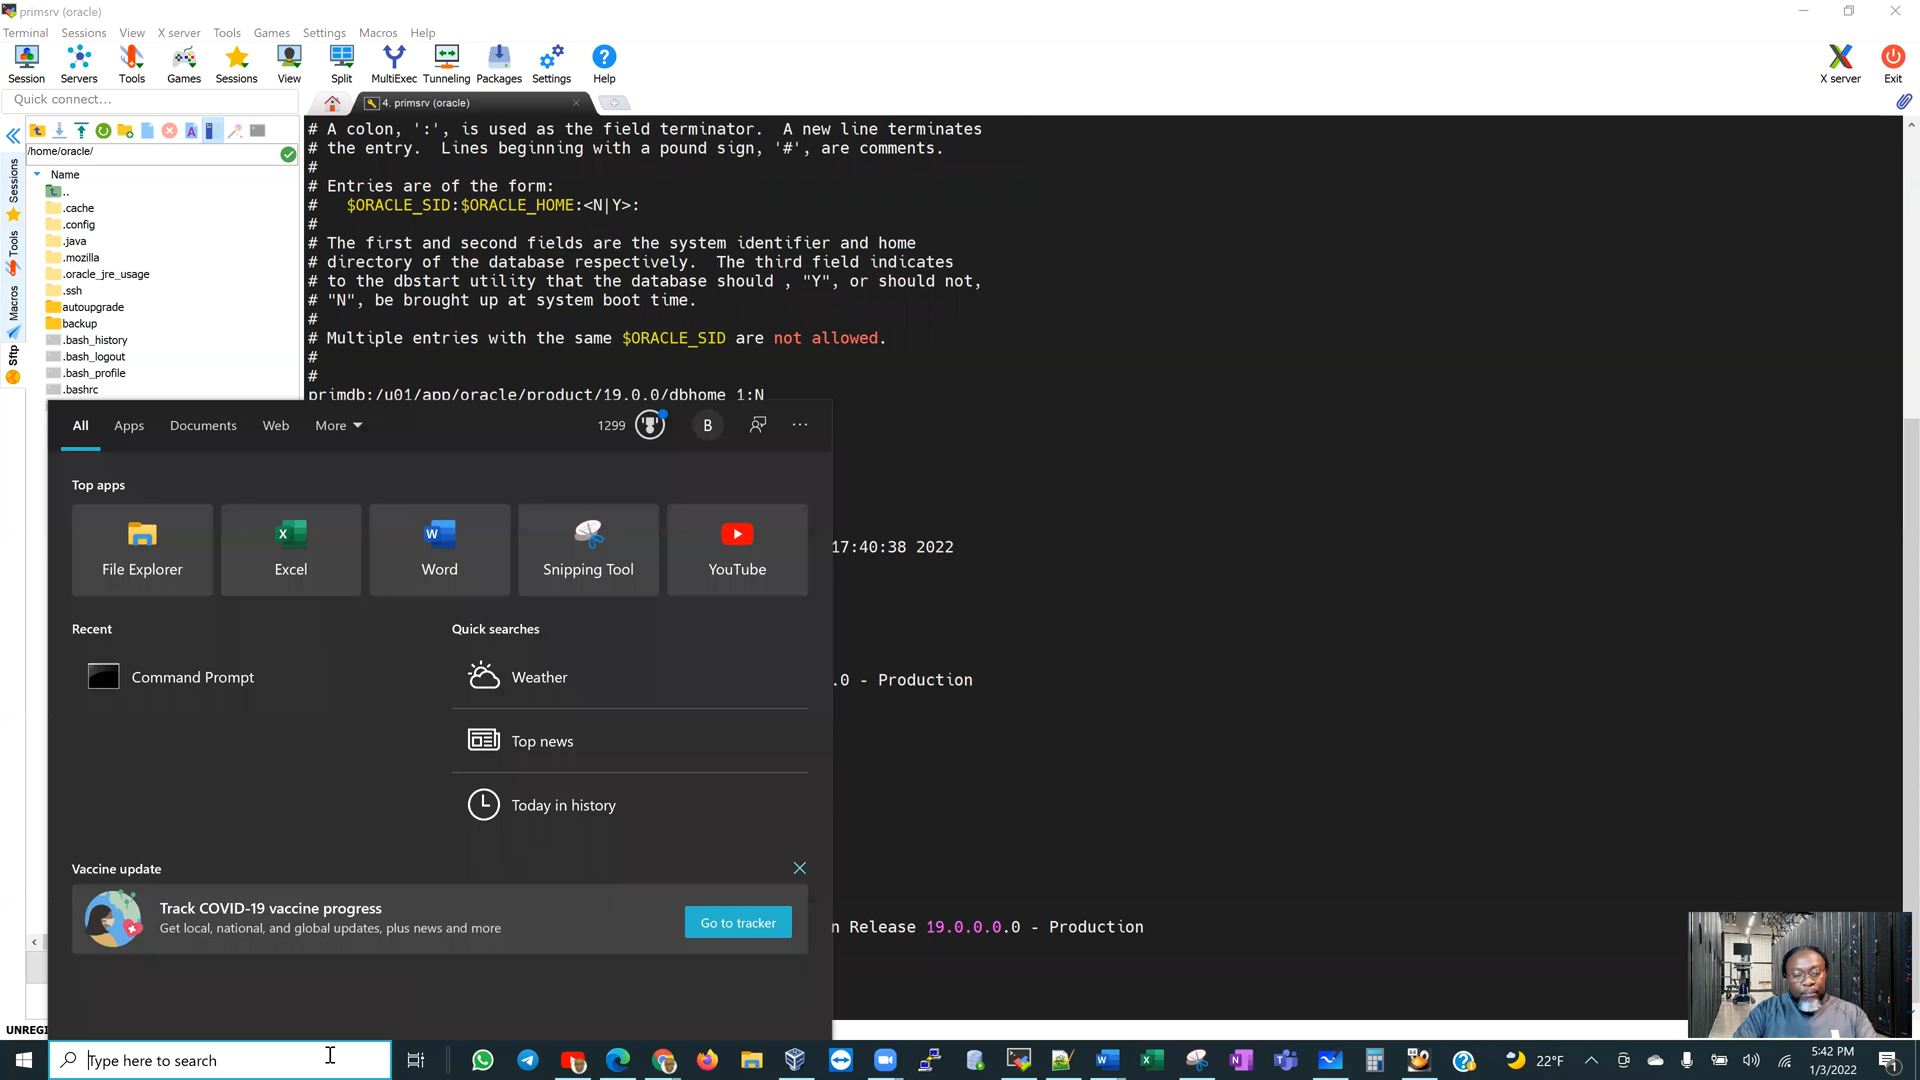 primsrv (oracle)
Terminal Sessions View X server Tools Games Settings Macros Help
Session Servers Tools Games Sessions View Split MultiExec Tunneling Packages Settings Help X server Exit
Quick connect...
4. primsrv (oracle)
/home/oracle/
Name
..
.cache
.config
.java
.mozilla
.oracle_jre_usage
.ssh
autoupgrade
backup
.bash_history
.bash_logout
.bash_profile
.bashrc
Sessions
Tools
Macros
Sftp
# A colon, ':', is used as the field terminator. A new line terminates
# the entry. Lines beginning with a pound sign, '#', are comments.
#
# Entries are of the form:
# $ORACLE_SID:$ORACLE_HOME:<N|Y>:
#
# The first and second fields are the system identifier and home
# directory of the database respectively. The third field indicates
# to the dbstart utility that the database should , "Y", or should not,
# "N", be brought up at system boot time.
#
# Multiple entries with the same $ORACLE_SID are not allowed.
#
#
primdb:/u01/app/oracle/product/19.0.0/dbhome_1:N
17:40:38 2022
.0 - Production
n Release 19.0.0.0.0 - Production
All Apps Documents Web More 1299 B ...
Top apps
File Explorer Excel Word Snipping Tool YouTube
Recent
Command Prompt
Quick searches
Weather
Top news
Today in history
Vaccine update
Track COVID-19 vaccine progress
Get local, national, and global updates, plus news and more
Go to tracker
UNREGI
Type here to search
22°F
5:42 PM
1/3/2022
1